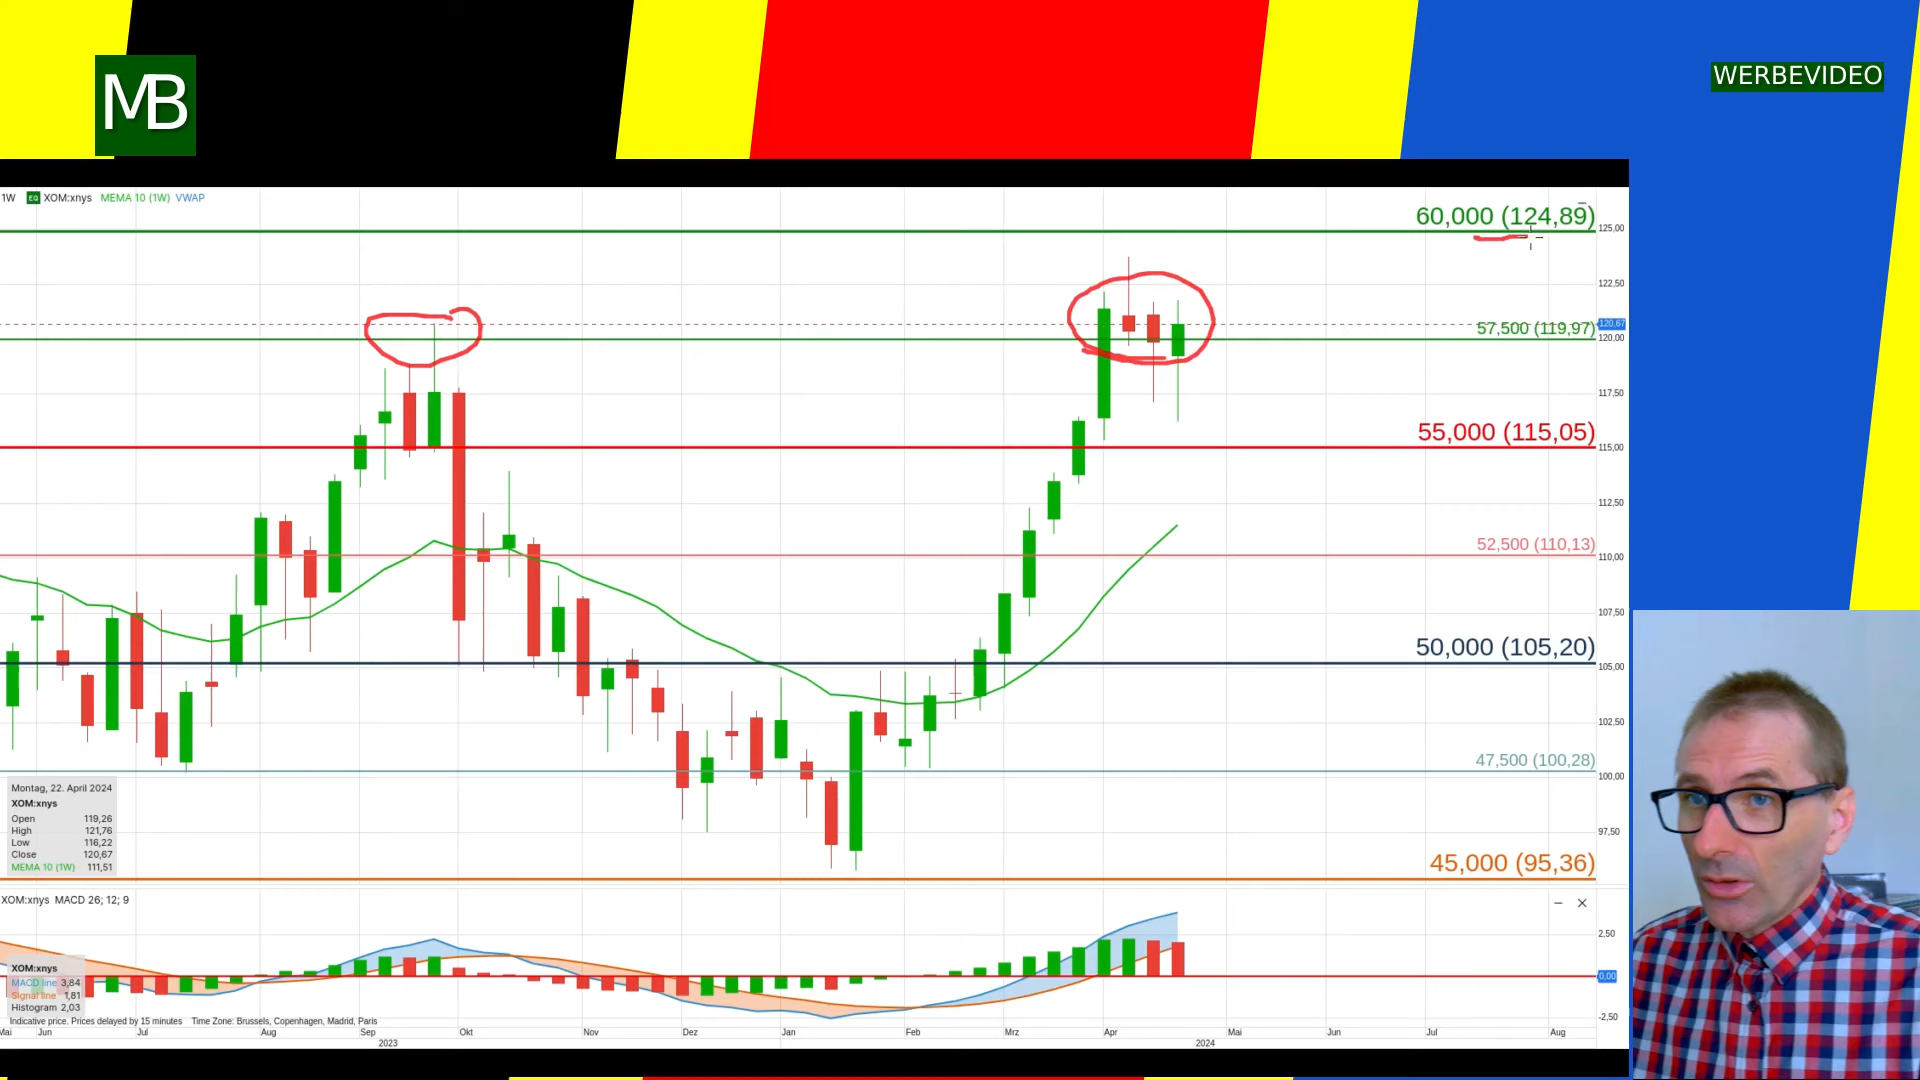 MB
WERBEVIDEO
1W EQ XOM:xnys MEMA 10 (1W) VWAP
60,000 (124,89)
125,00
122,50
57,500 (119,97)
120,67
120,00
117,50
55,000 (115,05)
115,00
112,50
52,500 (110,13)
110,00
107,50
50,000 (105,20)
105,00
102,50
47,500 (100,28)
100,00
97,50
45,000 (95,36)
Montag, 22. April 2024
XOM:xnys
Open 119,26
High 121,76
Low 116,22
Close 120,67
MEMA 10 (1W) 111,51
XOM:xnys MACD 26; 12; 9
2,50
0,00
-2,50
XOM:xnys
MACD line 3,84
Signal line 1,81
Histogram 2,03
Indicative price. Prices delayed by 15 minutes Time Zone: Brussels, Copenhagen, Madrid, Paris
Mai Jun Jul Aug Sep Okt Nov Dez Jan Feb Mrz Apr Mai Jun Jul Aug
2023 2024